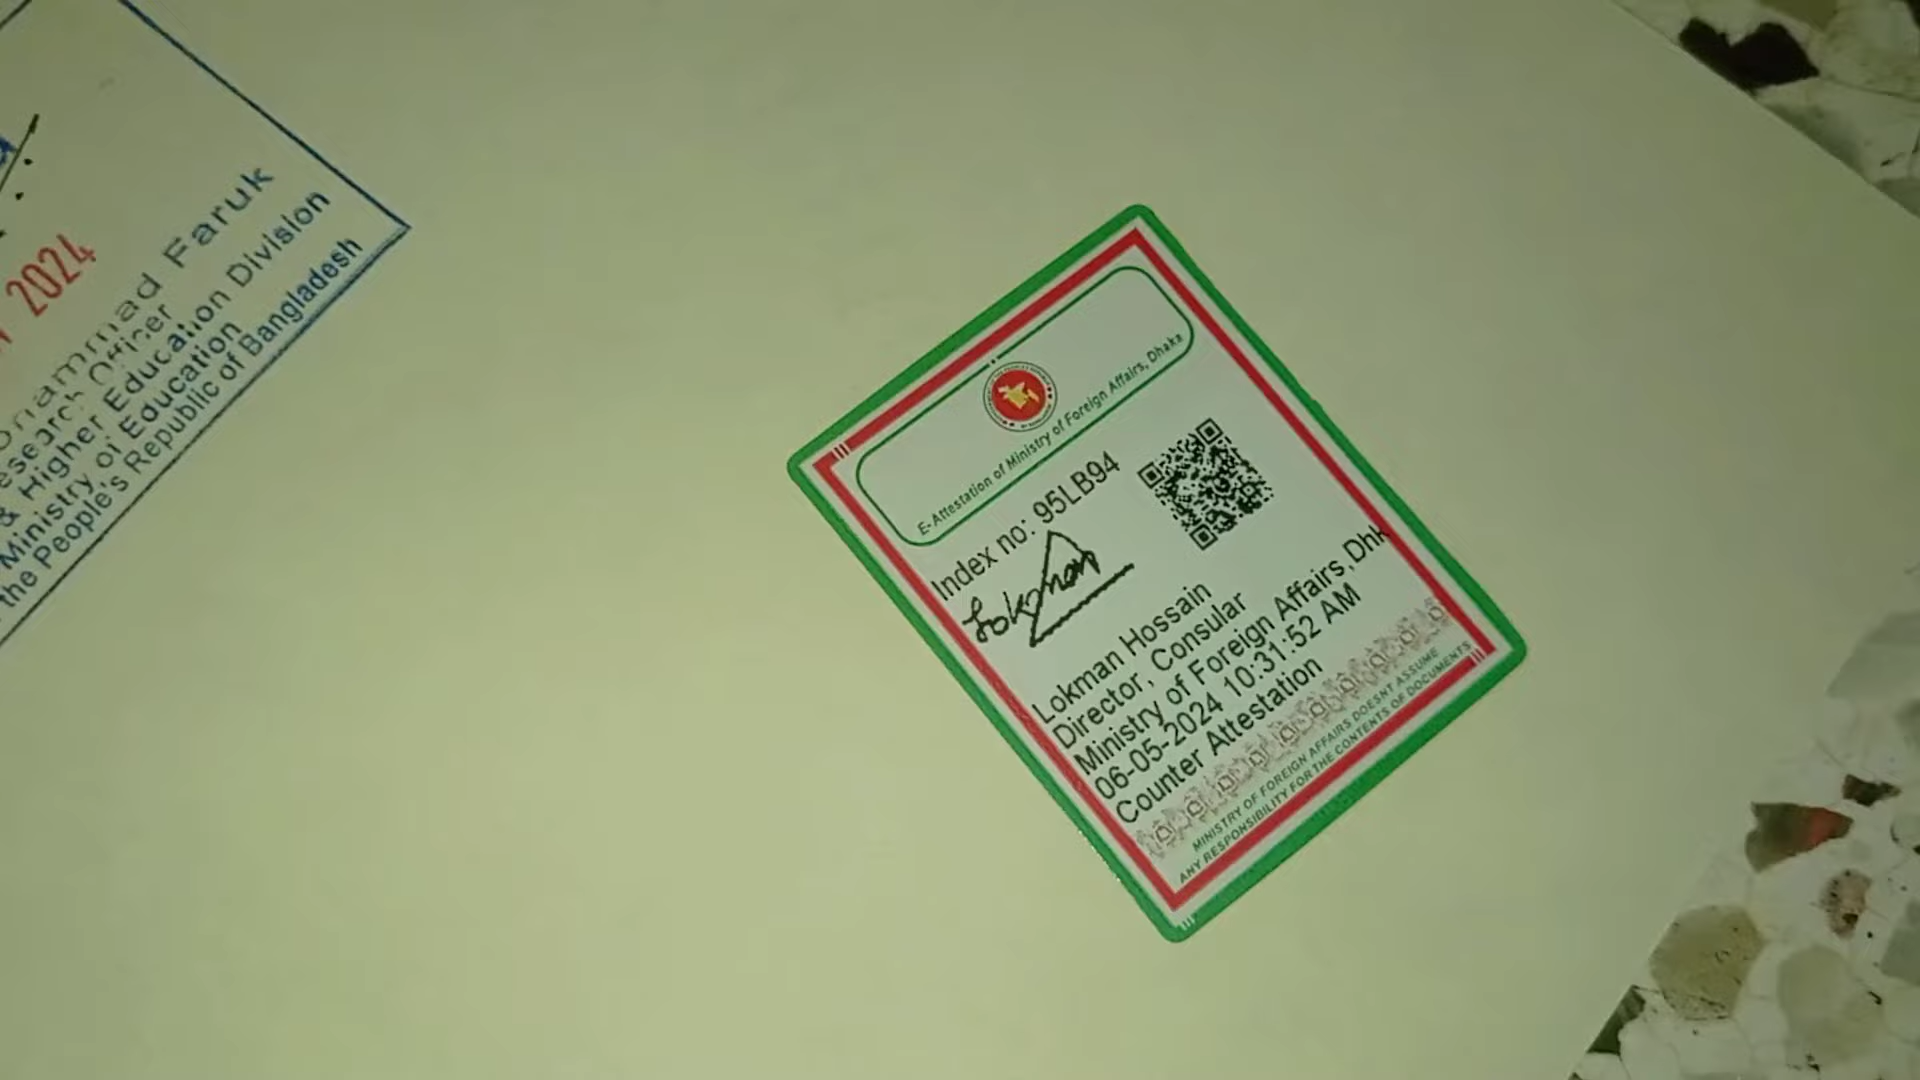 2024
Faruk
Research Officer
& Higher Education Division
Ministry of Education
the People's Republic of Bangladesh
E-Attestation of Ministry of Foreign Affairs, Dhaka
Index no: 95LB94
Lokman
Lokman Hossain
Director, Consular
Ministry of Foreign Affairs, Dhk
06-05-2024 10:31:52 AM
Counter Attestation
MINISTRY OF FOREIGN AFFAIRS DOESNT ASSUME
ANY RESPONSIBILITY FOR THE CONTENTS OF DOCUMENTS